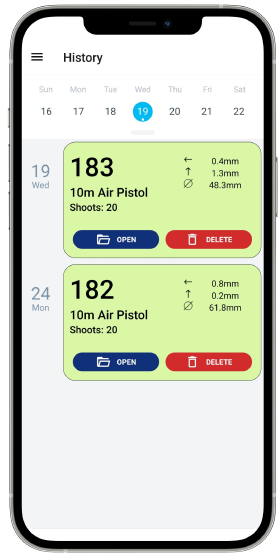 History
Sun Mon Tue Wed Thu Fri Sat
16 17 18 19 20 21 22
19
Wed
183
10m Air Pistol
Shoots: 20
← 0.4mm
↑ 1.3mm
∅ 48.3mm
OPEN
DELETE
24
Mon
182
10m Air Pistol
Shoots: 20
← 0.8mm
↑ 0.2mm
∅ 61.8mm
OPEN
DELETE